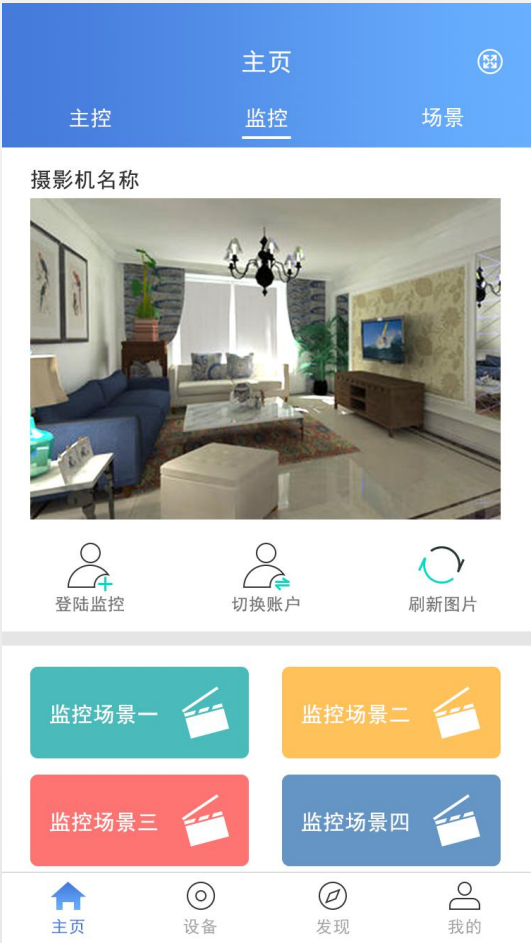 主页
主控 监控 场景
摄影机名称
登陆监控 切换账户 刷新图片
监控场景一 监控场景二
监控场景三 监控场景四
主页 设备 发现 我的